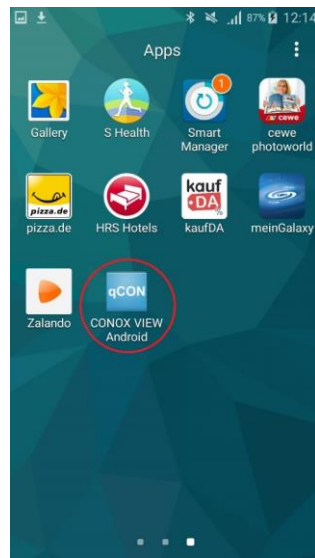 87% 12:14
Apps
1
Gallery
S Health
Smart
Manager
cewe
photoworld
cewe
pizza.de
kauf
DA
%
pizza.de
HRS Hotels
kaufDA
meinGalaxy
qCON
Zalando
CONOX VIEW
Android